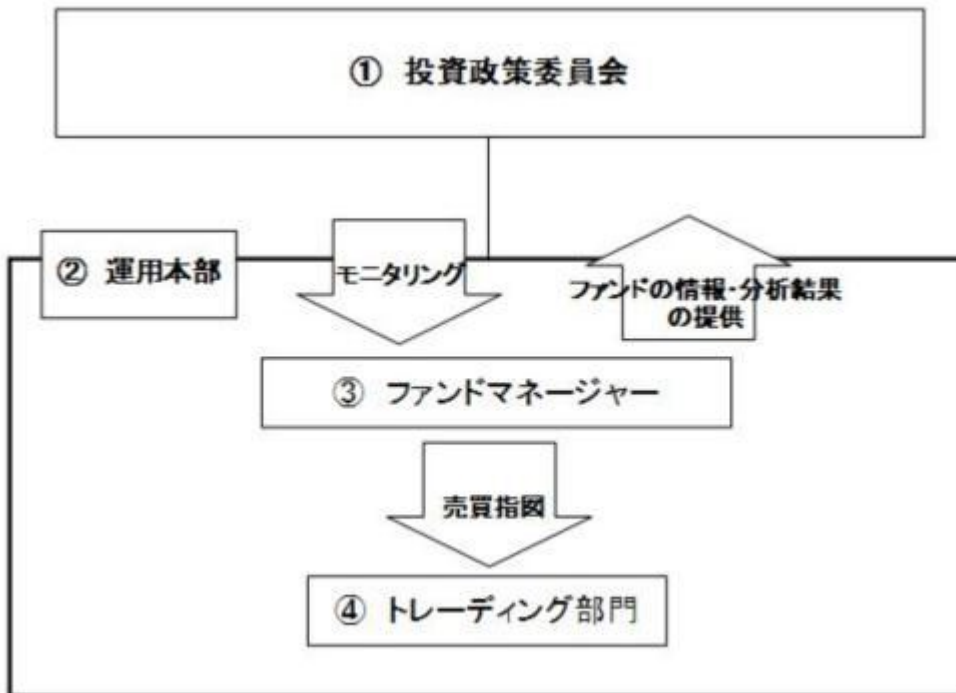 ① 投資政策委員会
② 運用本部
モニタリング
ファンドの情報・分析結果
の提供
③ ファンドマネージャー
売買指図
④ トレーディング部門